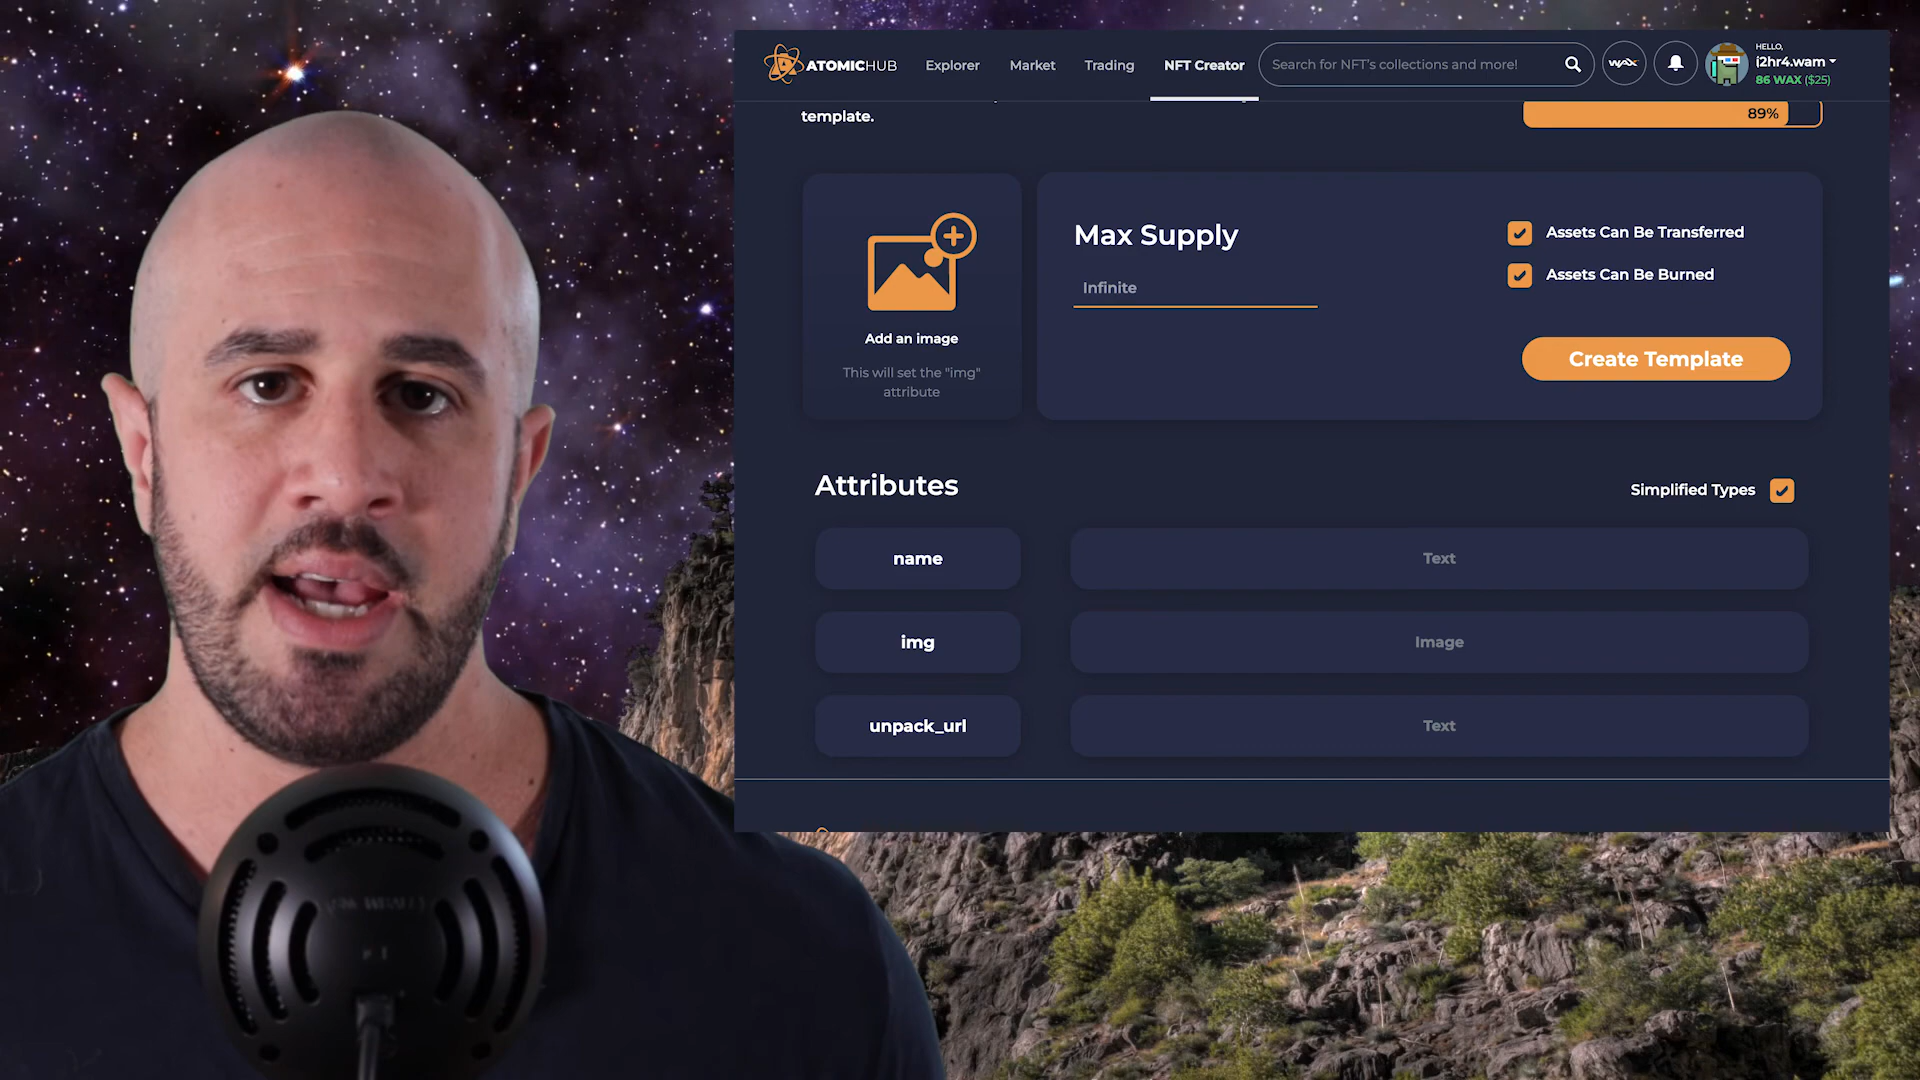 ATOMICHUB
Explorer
Market
Trading
NFT Creator
Search for NFT's collections and more!
WAX
HELLO,
i2hr4.wam
86 WAX ($25)
template.
89%
Add an image
This will set the "img"
attribute
Max Supply
Infinite
Assets Can Be Transferred
Assets Can Be Burned
Create Template
Attributes
Simplified Types
name
Text
img
Image
unpack_url
Text